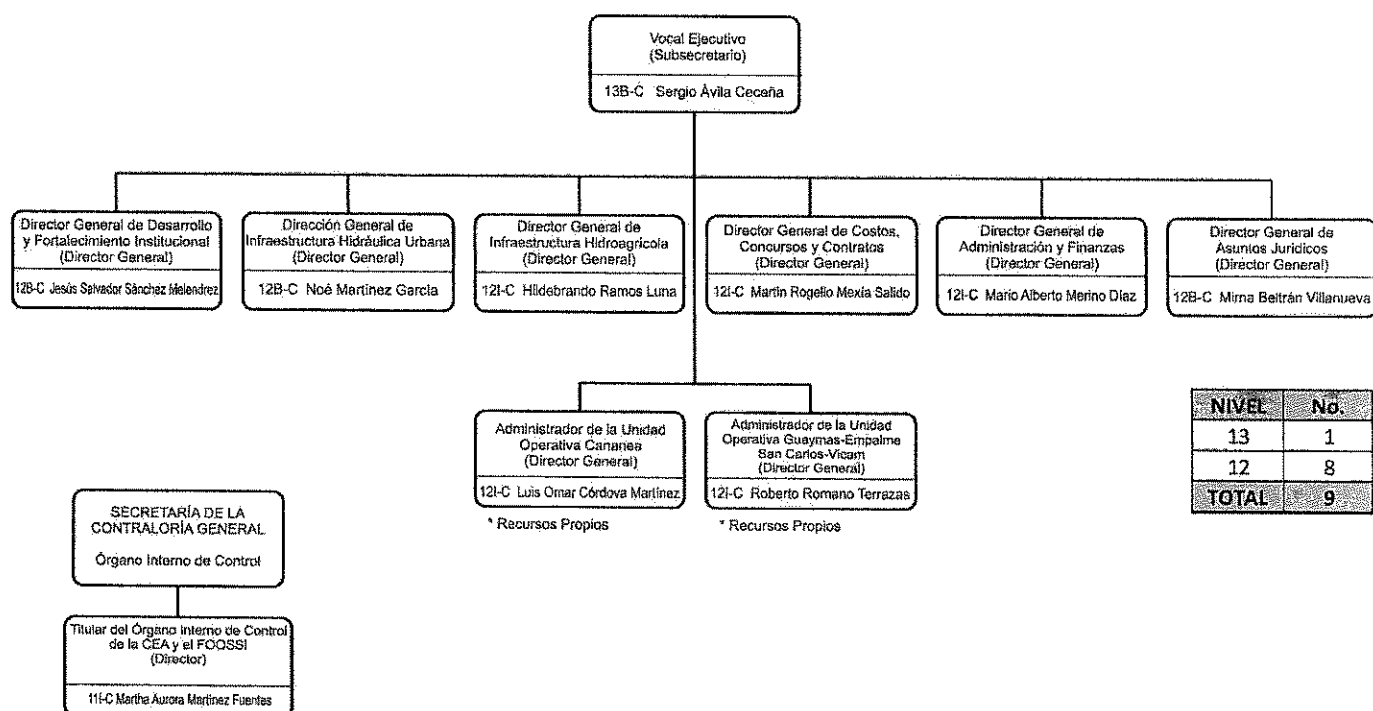 Vocal Ejecutivo
(Subsecretario)
13B-C Sergio Ávila Ceceña
Director General de Desarrollo
y Fortalecimiento Institucional
(Director General)
12B-C Jesús Salvador Sánchez Melendrez
Dirección General de
Infraestructura Hidráulica Urbana
(Director General)
12B-C Noé Martínez García
Director General de
Infraestructura Hidroagrícola
(Director General)
12I-C Hildebrando Ramos Luna
Director General de Costos,
Concursos y Contratos
(Director General)
12I-C Martin Rogelio Mexía Salido
Director General de
Administración y Finanzas
(Director General)
12I-C Mario Alberto Merino Díaz
Director General de
Asuntos Jurídicos
(Director General)
12B-C Mirna Beltrán Villanueva
Administrador de la Unidad
Operativa Cananea
(Director General)
12I-C Luis Omar Córdova Martínez
* Recursos Propios
Administrador de la Unidad
Operativa Guaymas-Empalme
San Carlos-Vicam
(Director General)
12I-C Roberto Romano Terrazas
* Recursos Propios
NIVEL No.
13 1
12 8
TOTAL 9
SECRETARÍA DE LA
CONTRALORÍA GENERAL
Órgano Interno de Control
Titular del Órgano Interno de Control
de la CEA y el FOOSSI
(Director)
11I-C Martha Aurora Martínez Fuentes